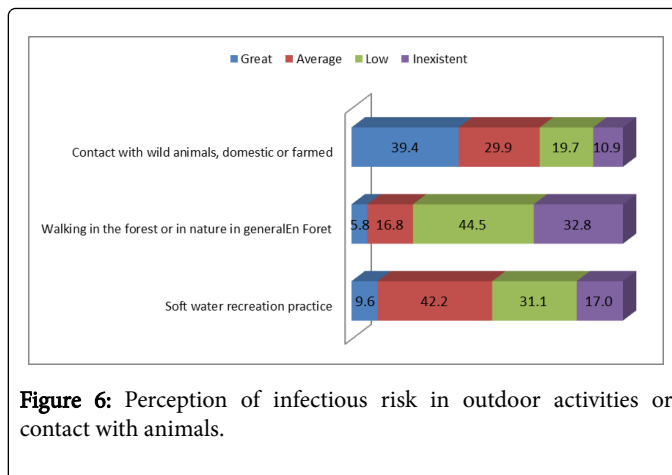 Great Average Low Inexistent
Contact with wild animals, domestic or farmed 39.4 29.9 19.7 10.9
Walking in the forest or in nature in generalEn Foret 5.8 16.8 44.5 32.8
Soft water recreation practice 9.6 42.2 31.1 17.0
Figure 6: Perception of infectious risk in outdoor activities or
contact with animals.